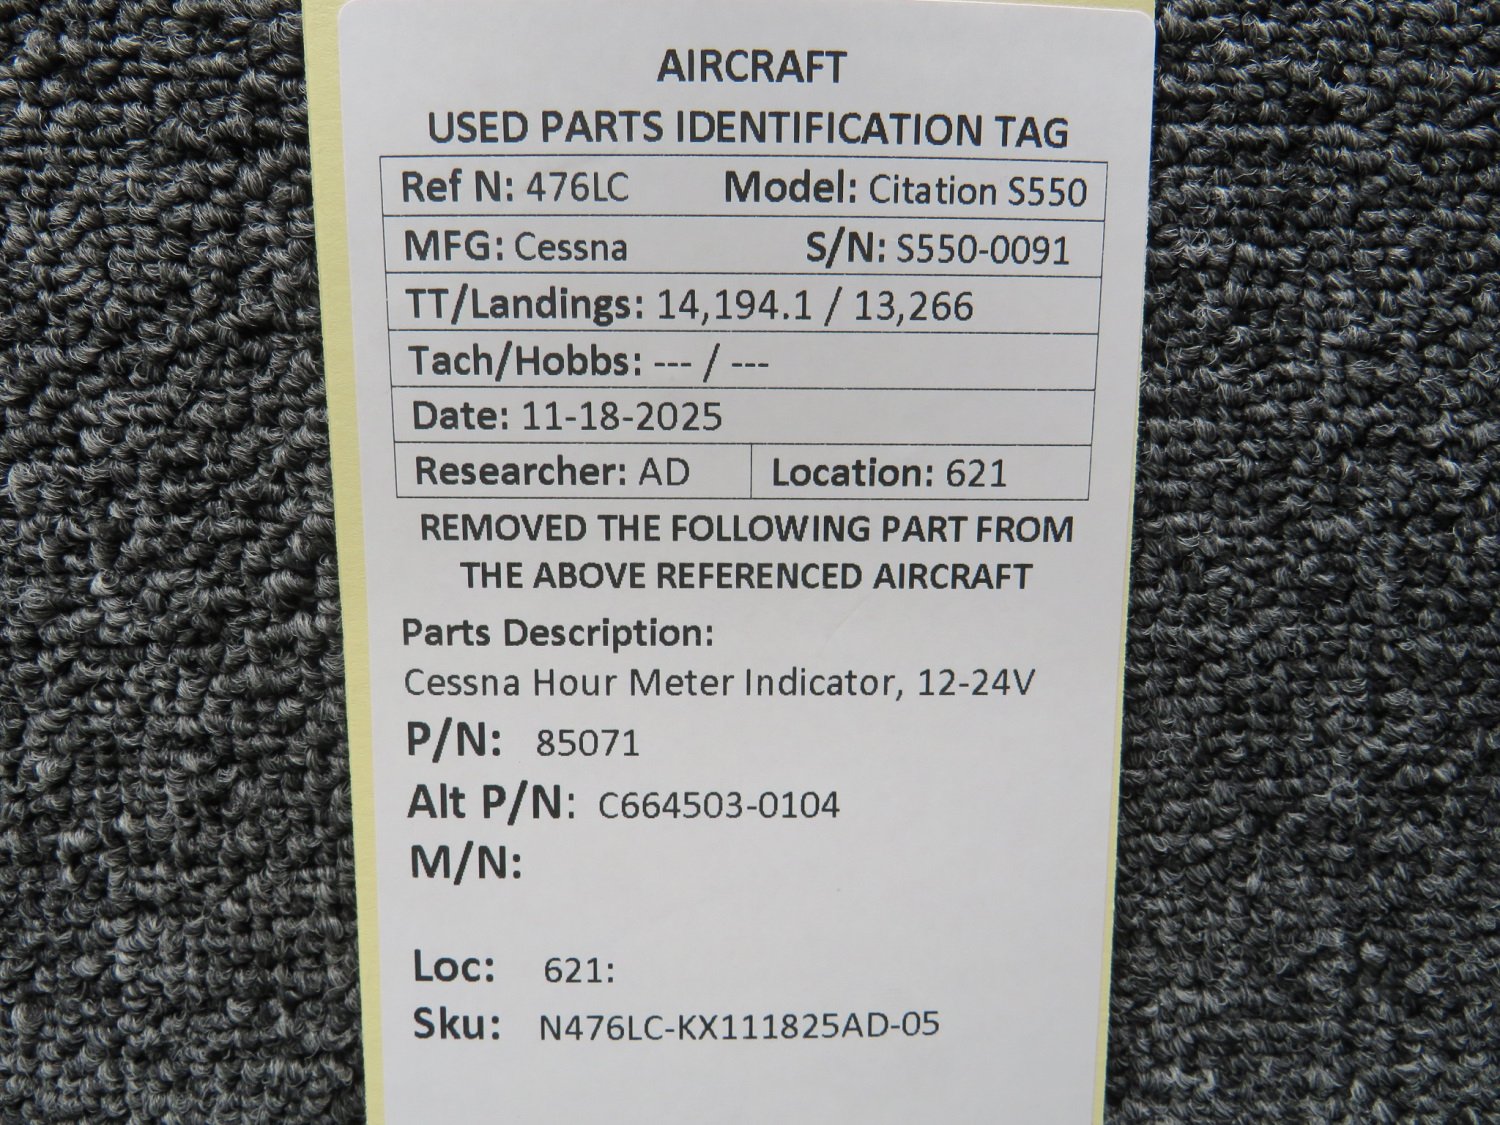 AIRCRAFT
USED PARTS IDENTIFICATION TAG
Ref N: 476LC Model: Citation S550
MFG: Cessna S/N: S550-0091
TT/Landings: 14,194.1 / 13,266
Tach/Hobbs: --- / ---
Date: 11-18-2025
Researcher: AD Location: 621
REMOVED THE FOLLOWING PART FROM
THE ABOVE REFERENCED AIRCRAFT
Parts Description:
Cessna Hour Meter Indicator, 12-24V
P/N: 85071
Alt P/N: C664503-0104
M/N:
Loc: 621:
Sku: N476LC-KX111825AD-05